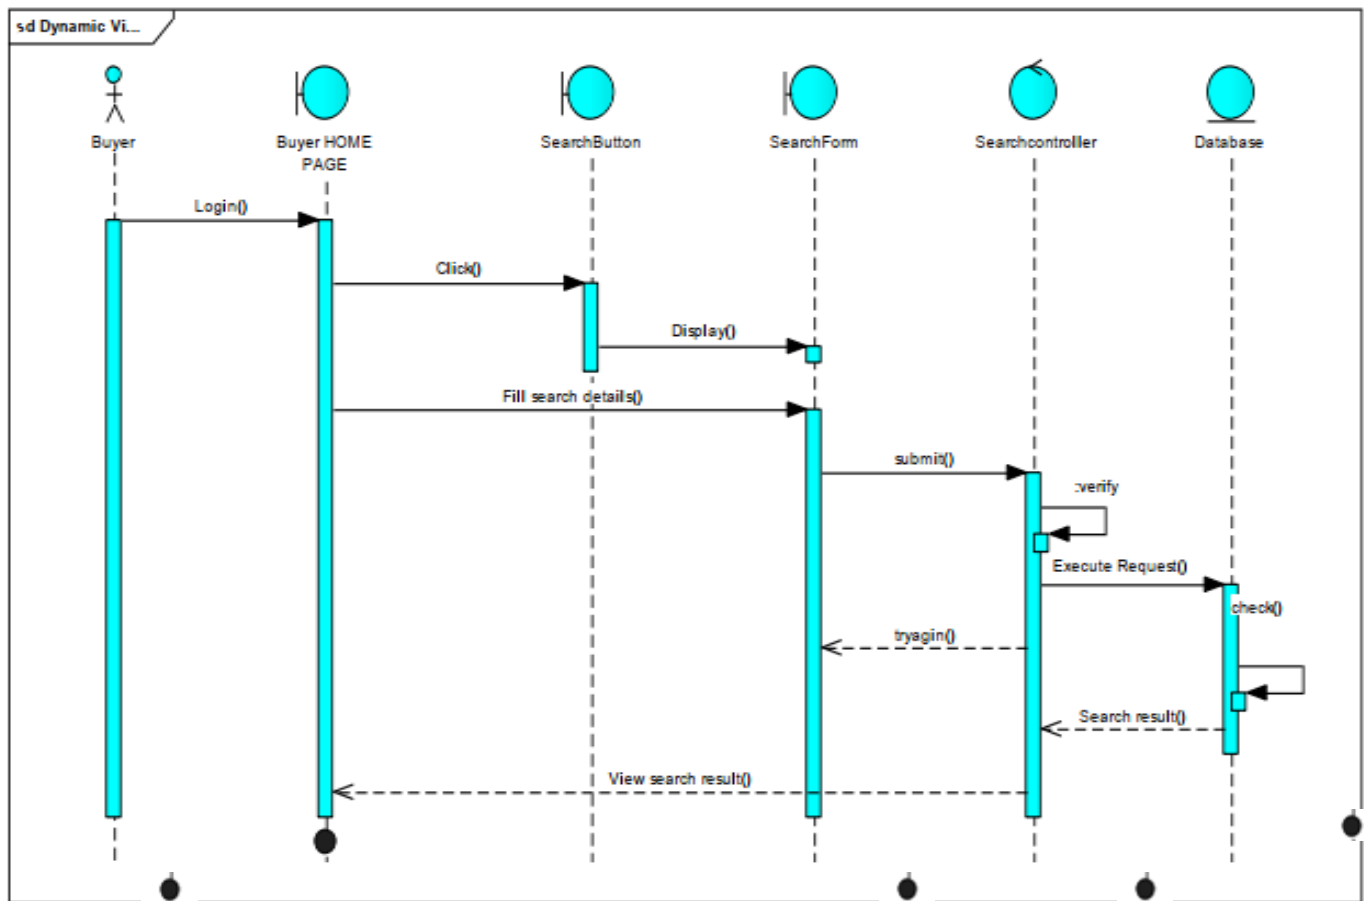 sd Dynamic Vi...
Buyer
Buyer HOME
PAGE
SearchButton
SearchForm
Searchcontrolller
Database
Login()
Click()
Display()
Fill search details()
submit()
:verify
Execute Request()
check()
tryagin()
Search result()
View search result()